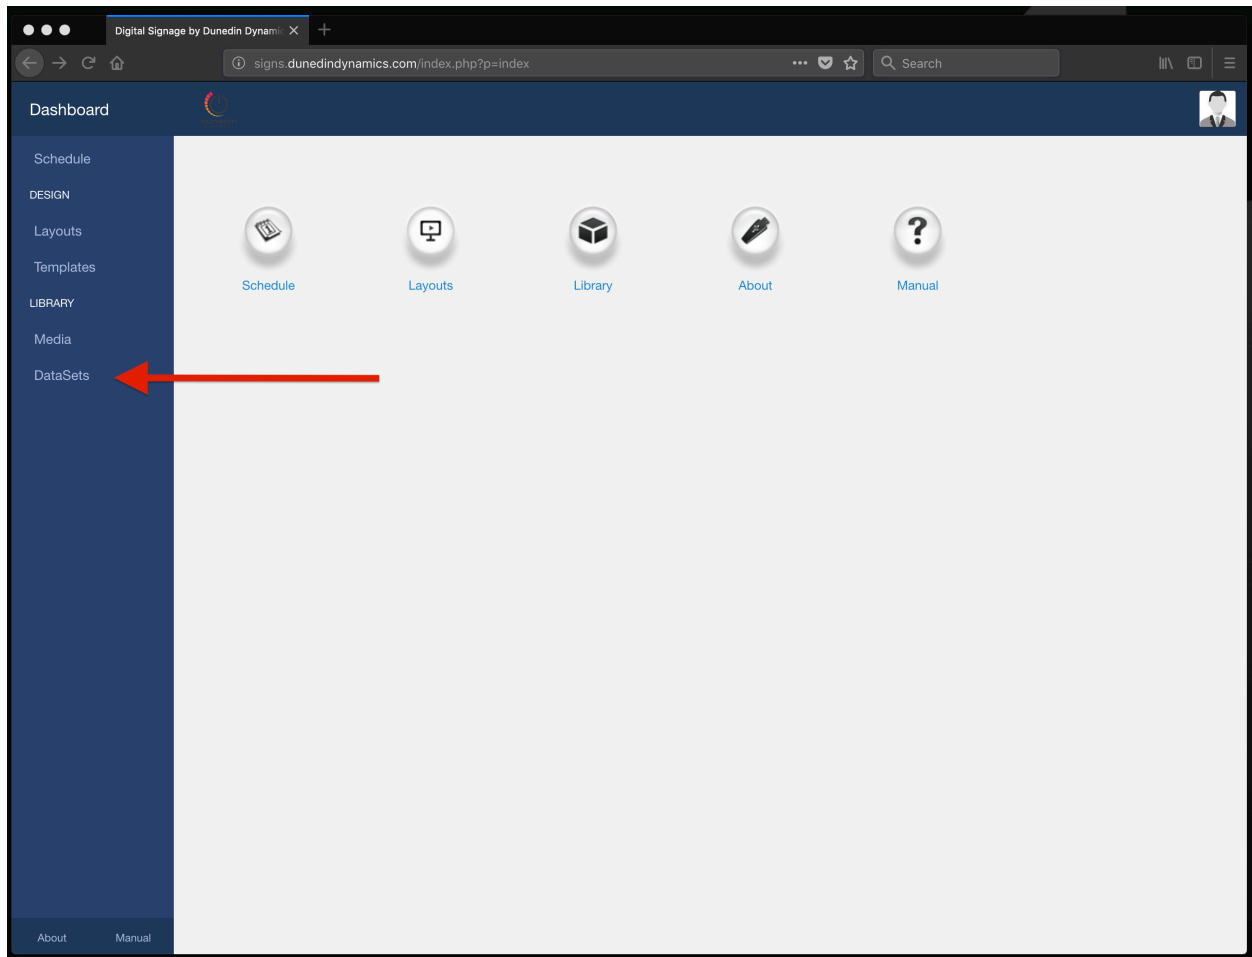 Digital Signage by Dunedin Dynamic
signs.dunedindynamics.com/index.php?p=index
Search
Dashboard
Schedule
DESIGN
Layouts
Templates
LIBRARY
Media
DataSets
Schedule
Layouts
Library
About
Manual
About
Manual